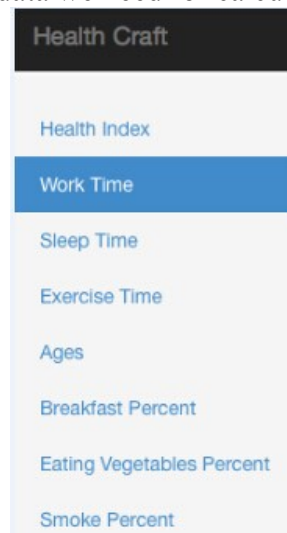 Health Craft
Health Index
Work Time
Sleep Time
Exercise Time
Ages
Breakfast Percent
Eating Vegetables Percent
Smoke Percent